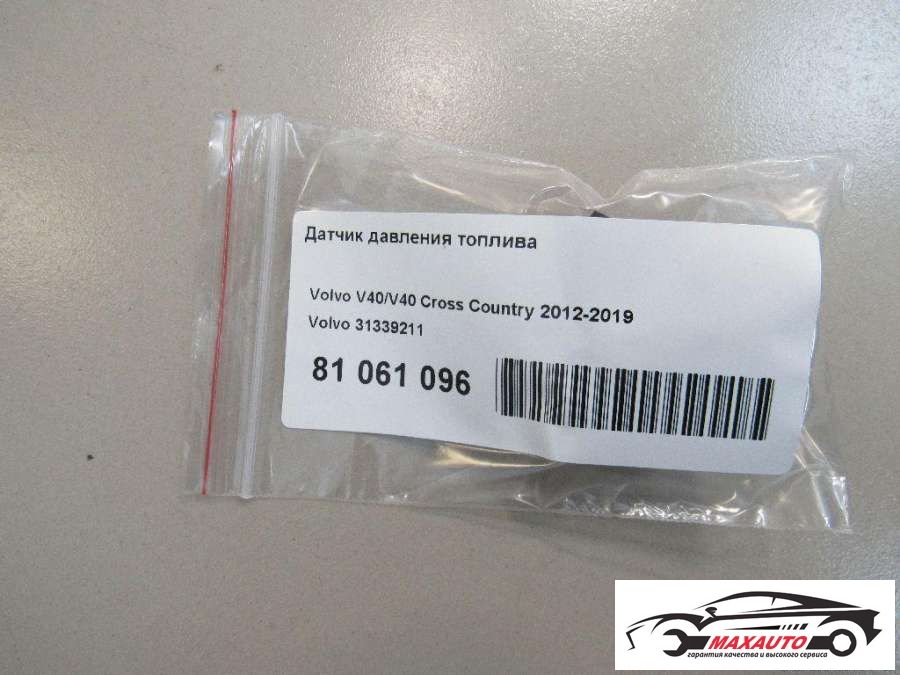 Датчик давления топлива
Volvo V40/V40 Cross Country 2012-2019
Volvo 31339211
81 061 096
MAXAUTO
гарантия качества и высокого сервиса